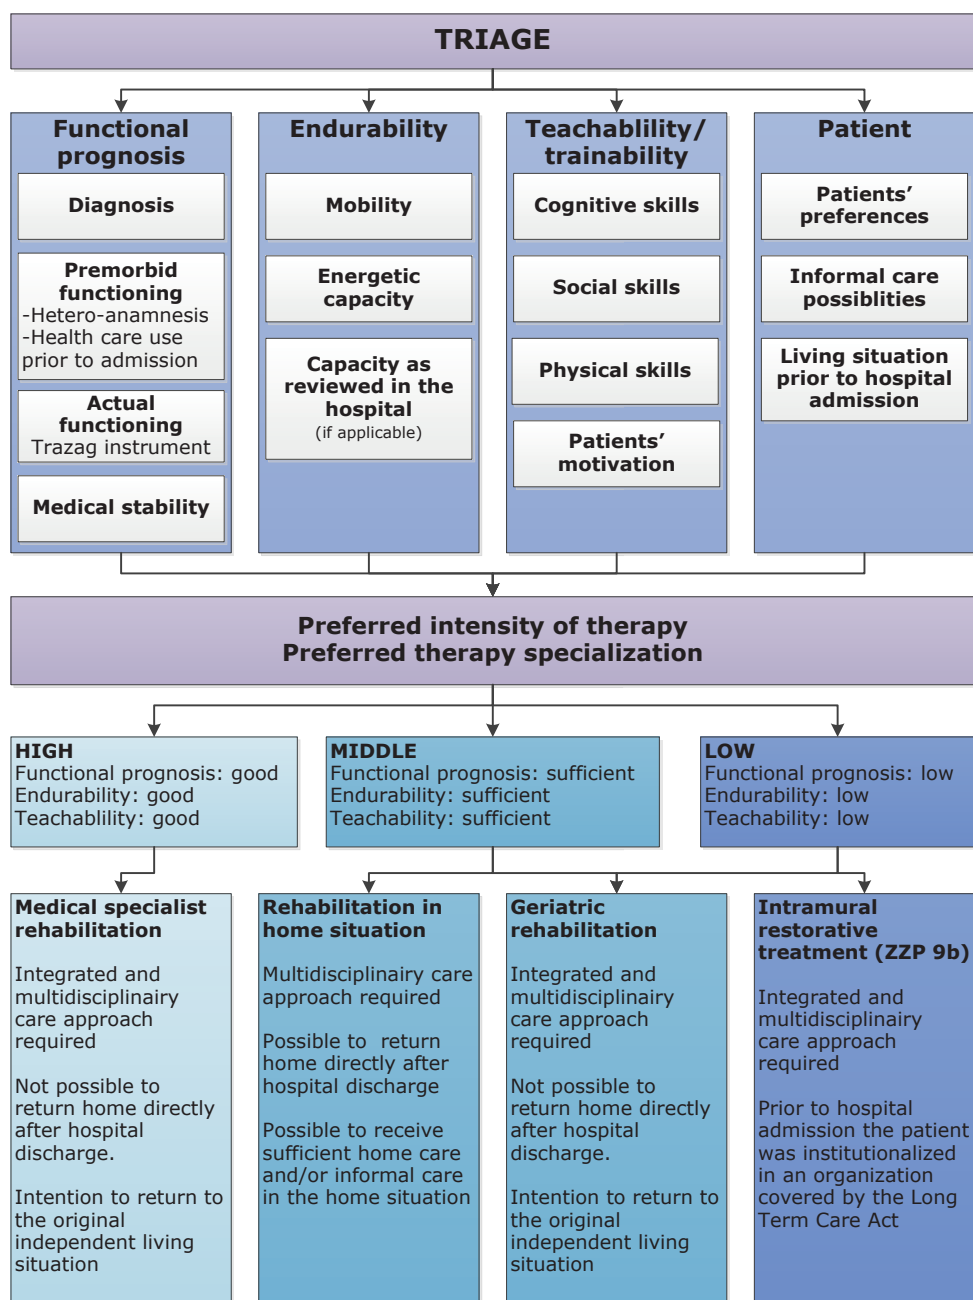 TRIAGE
Functional
prognosis
Diagnosis
Premorbid
functioning
-Hetero-anamnesis
-Health care use
prior to admission
Actual
functioning
Trazag instrument
Medical stability
Endurability
Mobility
Energetic
capacity
Capacity as
reviewed in the
hospital
(if applicable)
Teachablility/
trainability
Cognitive skills
Social skills
Physical skills
Patients’
motivation
Patient
Patients’
preferences
Informal care
possiblities
Living situation
prior to hospital
admission
Preferred intensity of therapy
Preferred therapy specialization
HIGH
Functional prognosis: good
Endurability: good
Teachablility: good
MIDDLE
Functional prognosis: sufficient
Endurability: sufficient
Teachability: sufficient
LOW
Functional prognosis: low
Endurability: low
Teachability: low
Medical specialist
rehabilitation
Integrated and
multidisciplinairy
care approach
required
Not possible to
return home directly
after hospital
discharge.
Intention to return to
the original
independent living
situation
Rehabilitation in
home situation
Multidisciplinairy care
approach required
Possible to return
home directly after
hospital discharge
Possible to receive
sufficient home care
and/or informal care
in the home situation
Geriatric
rehabilitation
Integrated and
multidisciplinairy
care approach
required
Not possible to
return home directly
after hospital
discharge.
Intention to return to
the original
independent living
situation
Intramural
restorative
treatment (ZZP 9b)
Integrated and
multidisciplinairy
care approach
required
Prior to hospital
admission the patient
was institutionalized
in an organization
covered by the Long
Term Care Act